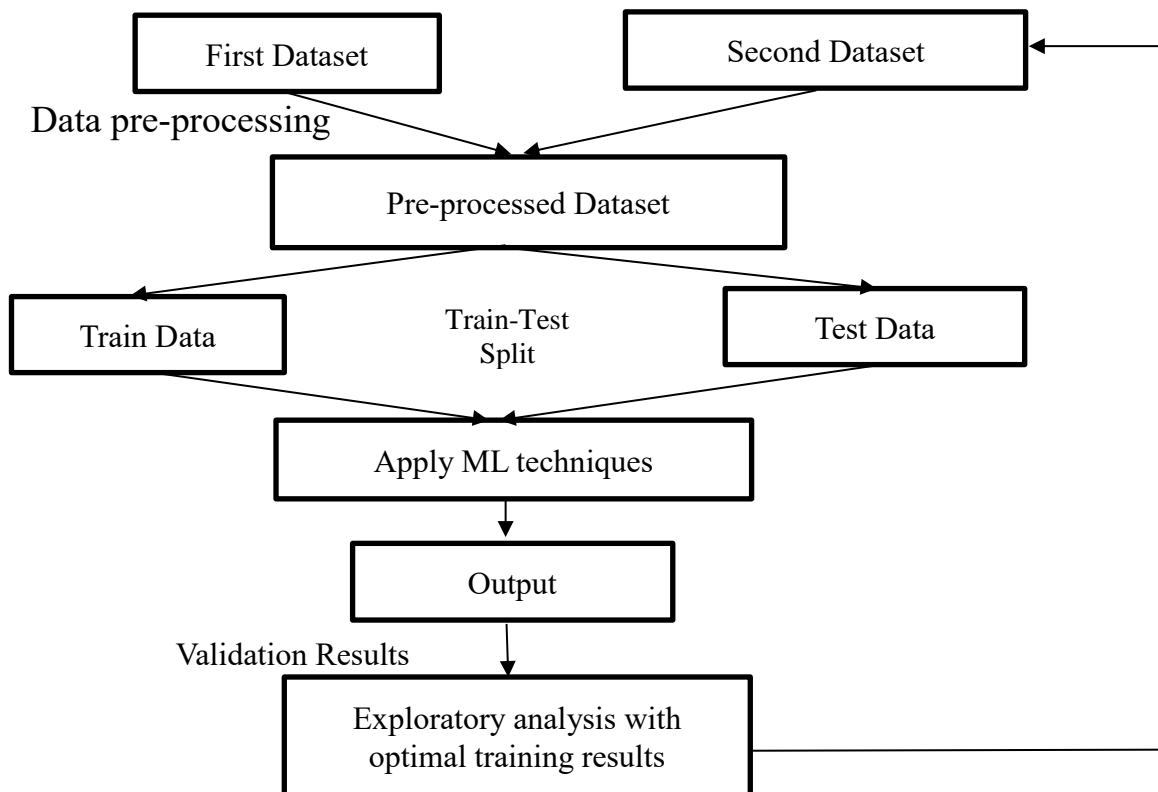 First Dataset
Second Dataset
Data pre-processing
Pre-processed Dataset
Train Data
Train-Test
Split
Test Data
Apply ML techniques
Output
Validation Results
Exploratory analysis with
optimal training results